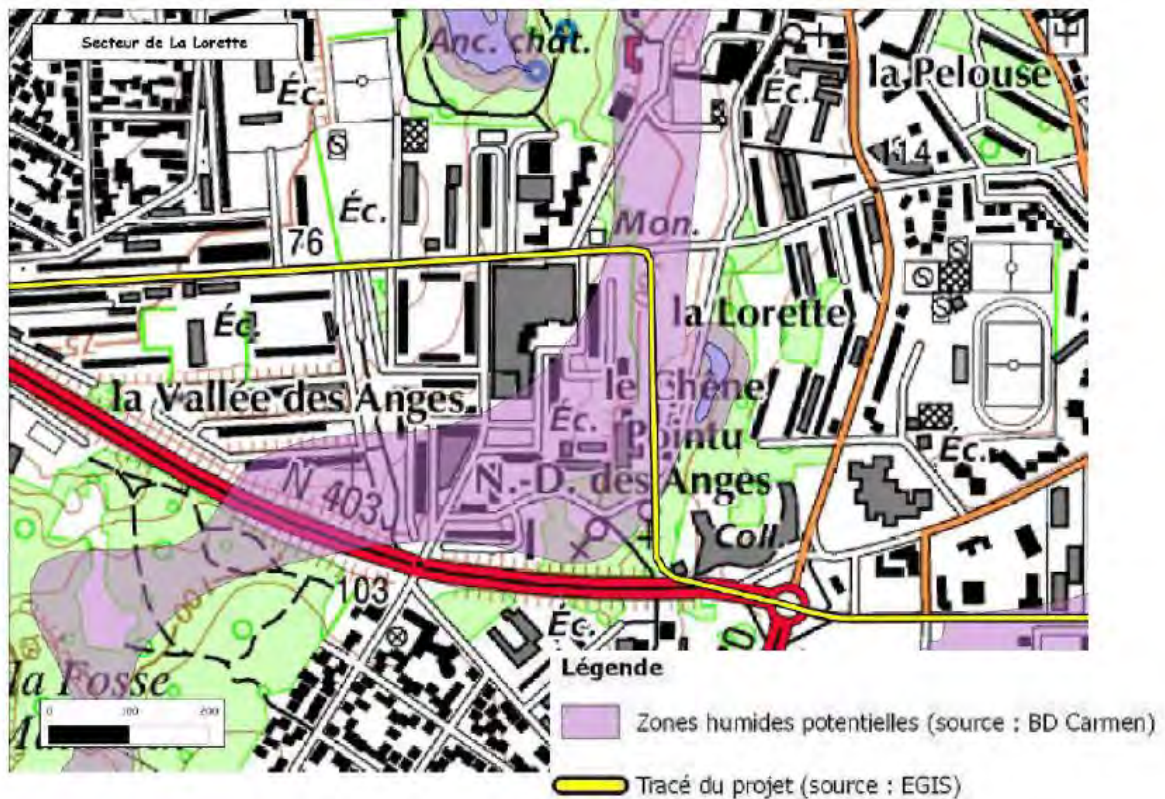 Secteur de La Lorette
Anc. chât.
la Pelouse
Éc.
Éc.
114
Éc.
Mon.
76
la Lorette
Éc.
75
la Vallée des Anges
le Chêne
Pointu
Éc.
Éc.
N 403
N.-D. des Anges
Coll.
103
100
Éc.
la Fosse
0 100 200
Légende
Zones humides potentielles (source : BD Carmen)
Tracé du projet (source : EGIS)